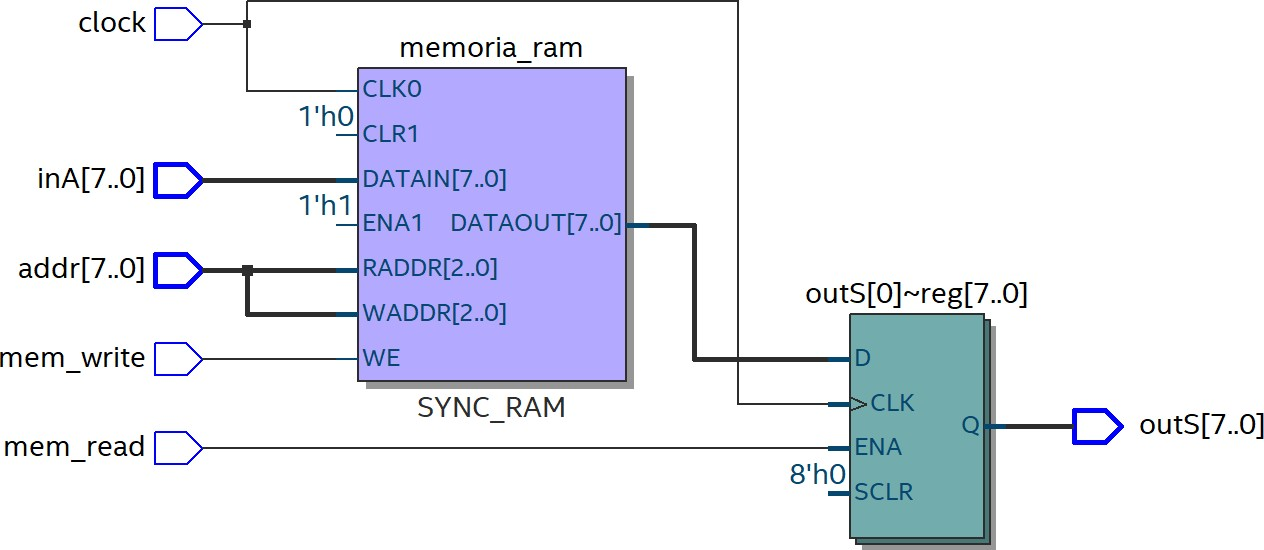 clock
memoria_ram
CLK0
1'h0
CLR1
inA[7..0]
DATAIN[7..0]
1'h1
ENA1
DATAOUT[7..0]
addr[7..0]
RADDR[2..0]
WADDR[2..0]
mem_write
WE
SYNC_RAM
outS[0]~reg[7..0]
D
CLK
Q
outS[7..0]
mem_read
ENA
8'h0
SCLR